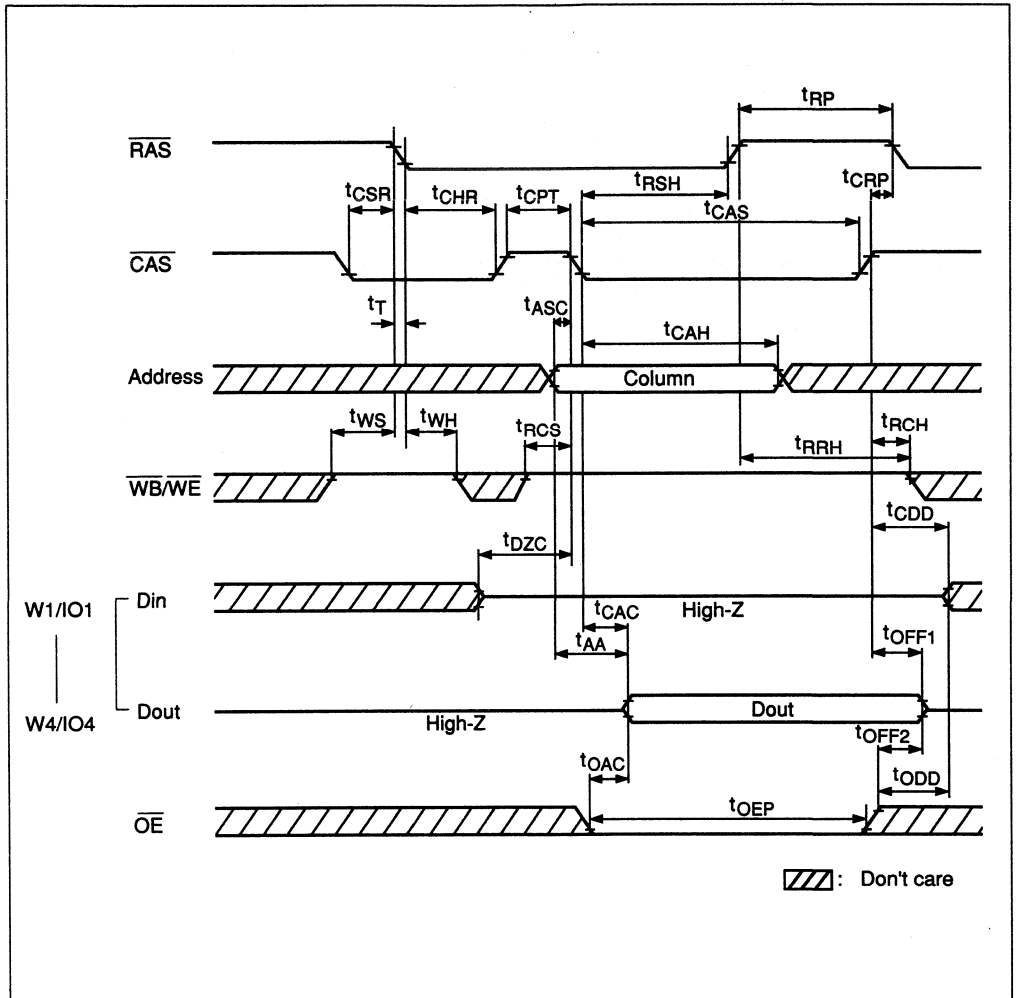 tRP
RAS
tCSR tCHR tCPT tRSH tCRP
tCAS
CAS
tT tASC
tCAH
Address Column
tWS tWH tRCS tRCH
tRRH
WB/WE
tCDD
tDZC
W1/IO1 Din High-Z
tCAC
tAA tOFF1
W4/IO4 Dout High-Z Dout
tOFF2
tOAC tODD
tOEP
OE
: Don't care